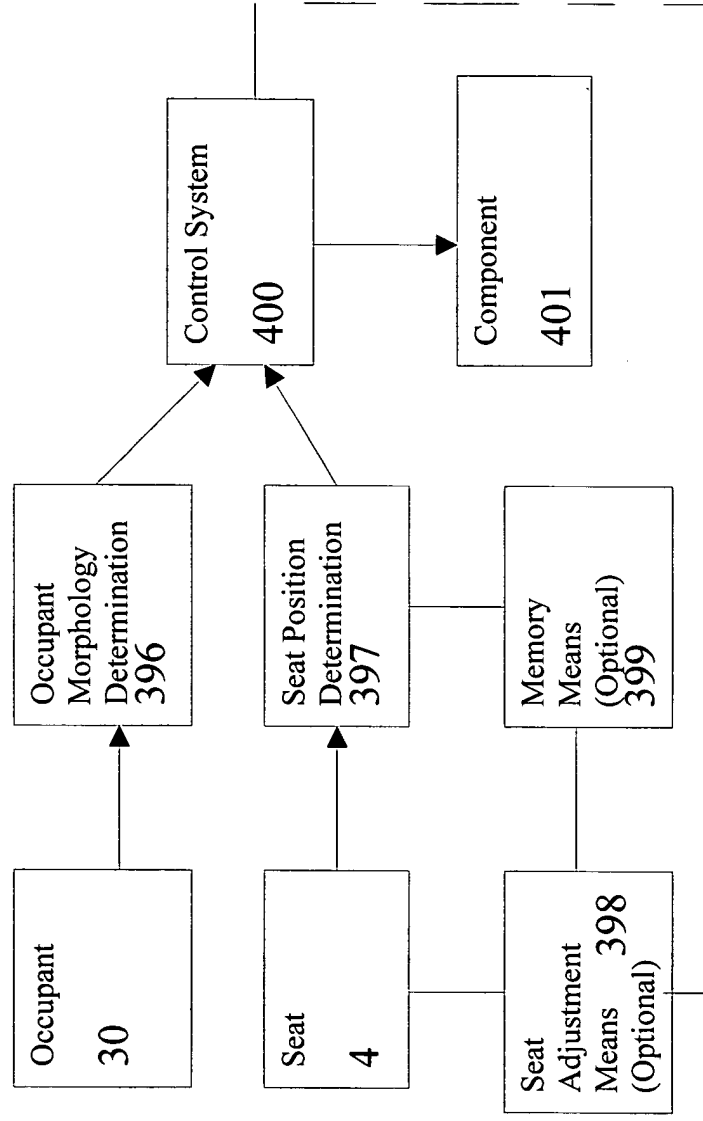 Occupant
30
Occupant
Morphology
Determination
396
Control System
400
Seat
4
Seat Position
Determination
397
Component
401
Seat
Adjustment
Means 398
(Optional)
Memory
Means
(Optional)
399